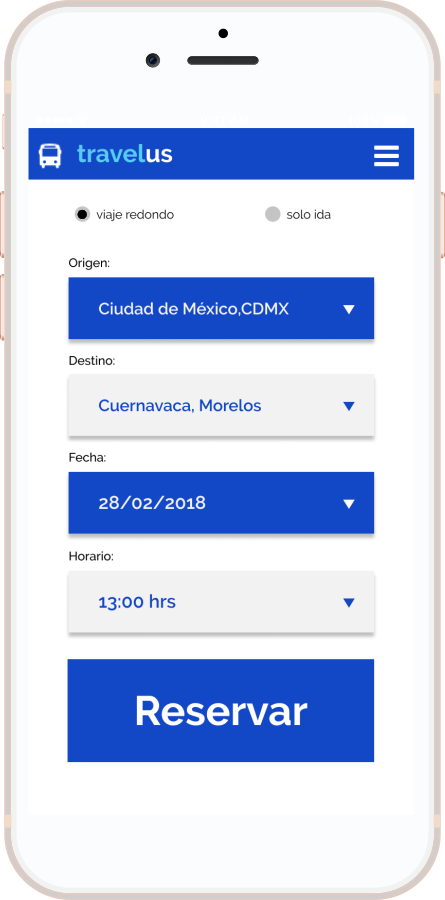 travelus
viaje redondo
solo ida
Origen:
Ciudad de México,CDMX
Destino:
Cuernavaca, Morelos
Fecha:
28/02/2018
Horario:
13:00 hrs
Reservar